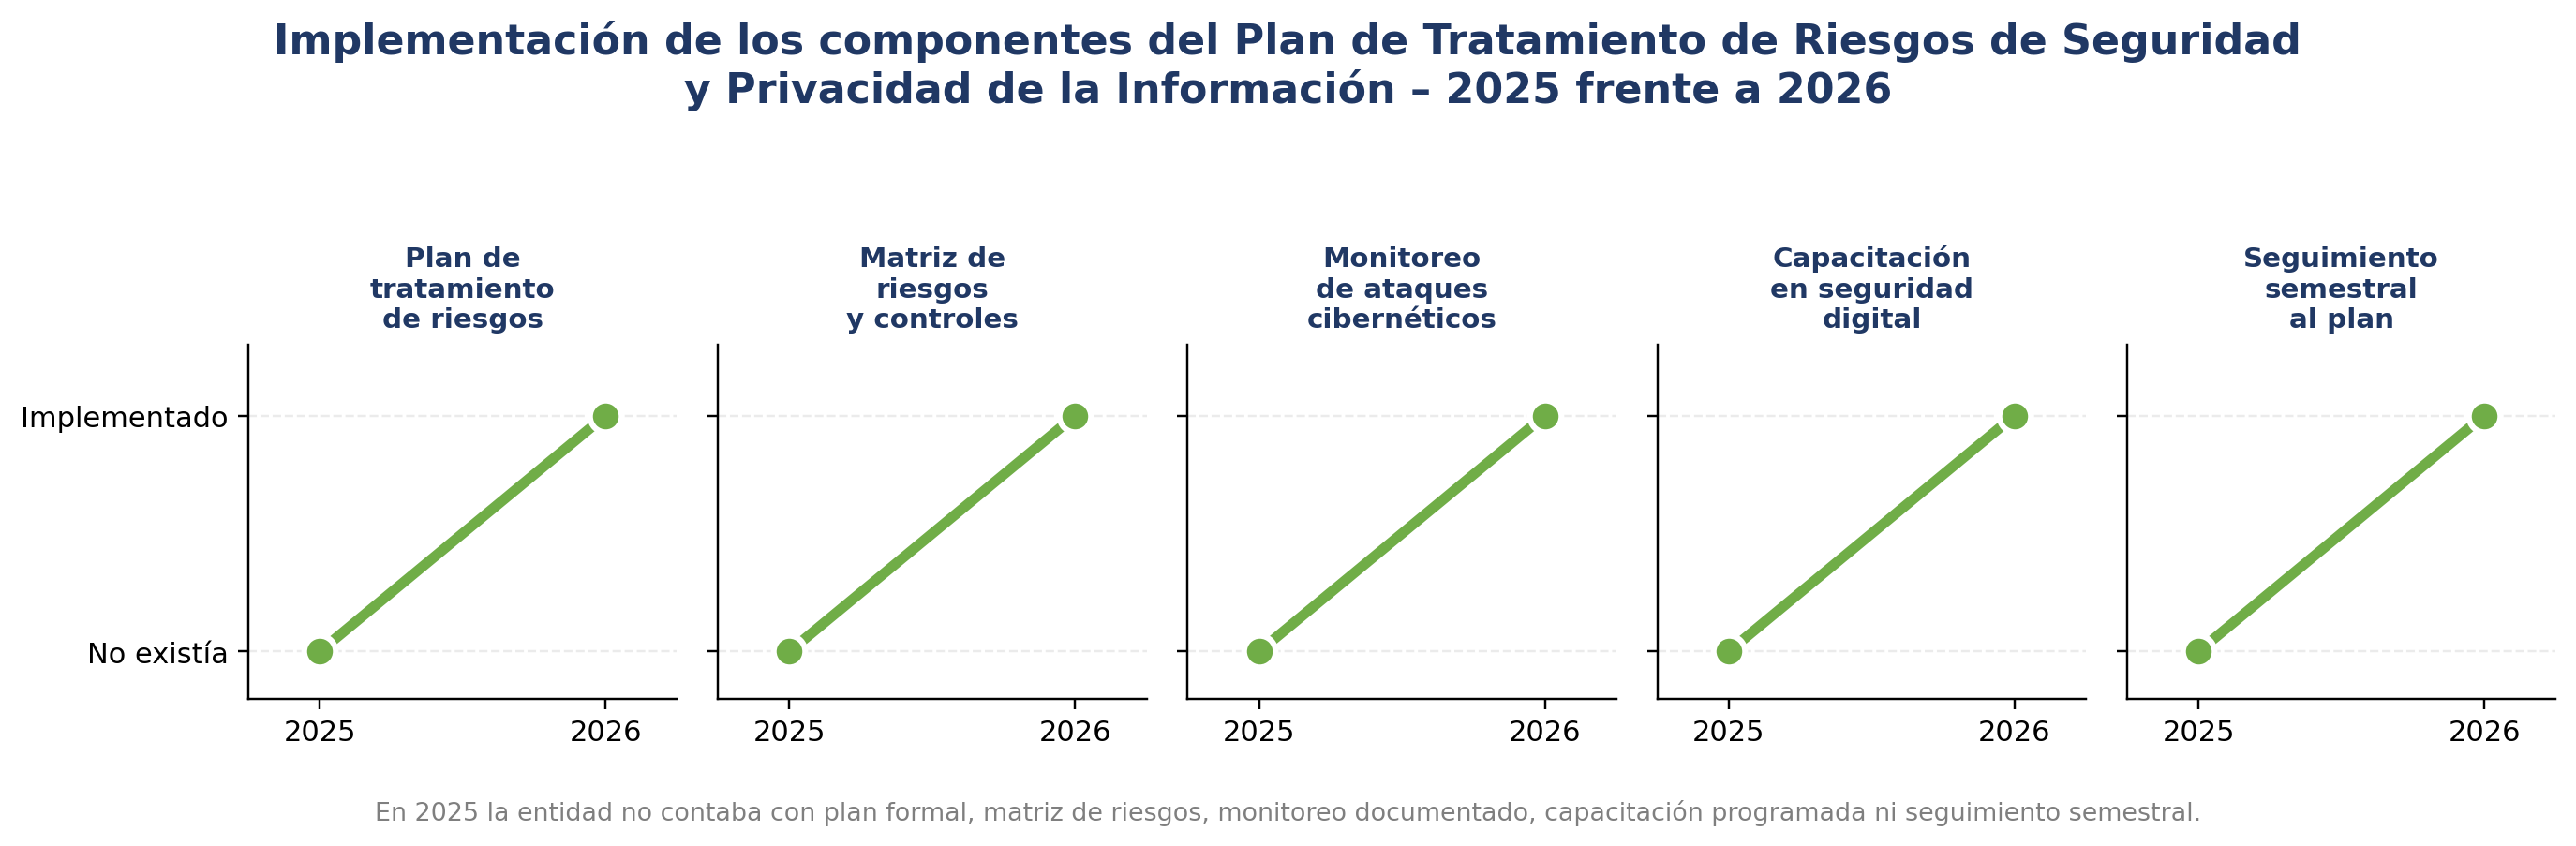 Implementación de los componentes del Plan de Tratamiento de Riesgos de Seguridad
y Privacidad de la Información – 2025 frente a 2026
Plan de
tratamiento
de riesgos
Matriz de
riesgos
y controles
Monitoreo
de ataques
cibernéticos
Capacitación
en seguridad
digital
Seguimiento
semestral
al plan
Implementado
No existía
2025 2026
2025 2026
2025 2026
2025 2026
2025 2026
En 2025 la entidad no contaba con plan formal, matriz de riesgos, monitoreo documentado, capacitación programada ni seguimiento semestral.